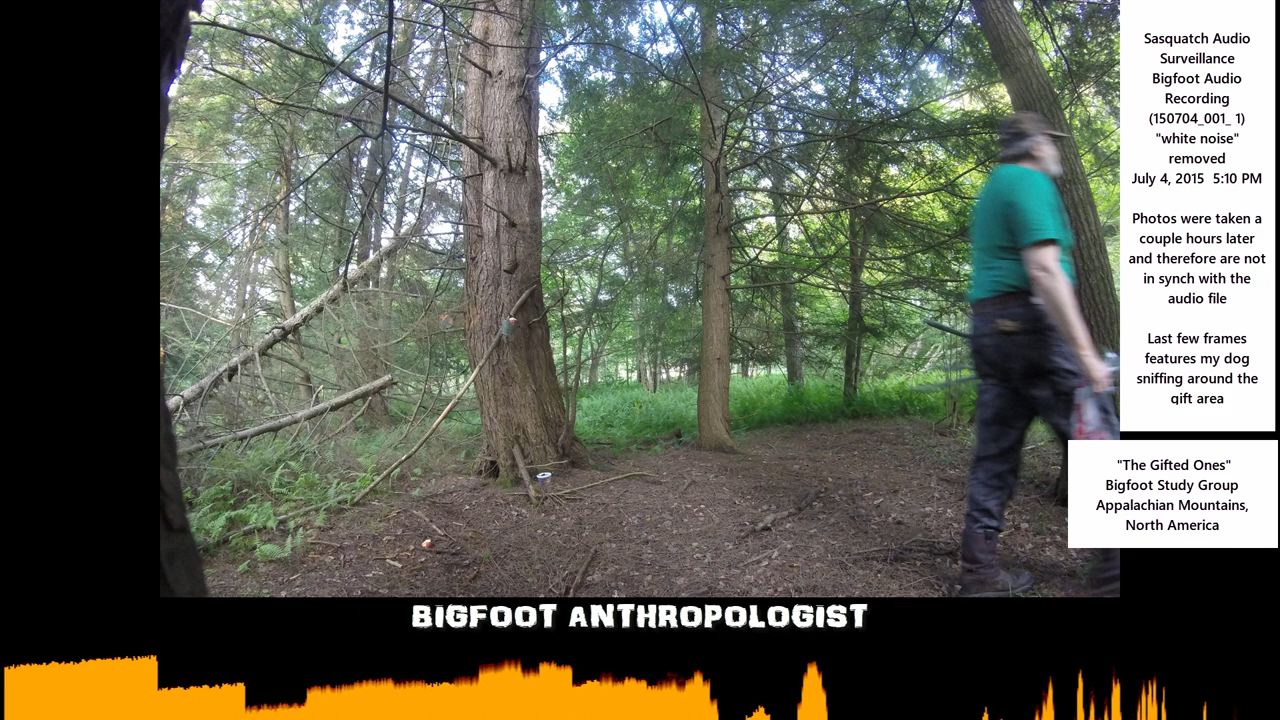 Sasquatch Audio
Surveillance
Bigfoot Audio
Recording
(150704_001_ 1)
"white noise"
removed
July 4, 2015  5:10 PM
Photos were taken a
couple hours later
and therefore are not
in synch with the
audio file
Last few frames
features my dog
sniffing around the
gift area
"The Gifted Ones"
Bigfoot Study Group
Appalachian Mountains,
North America
BIGFOOT ANTHROPOLOGIST